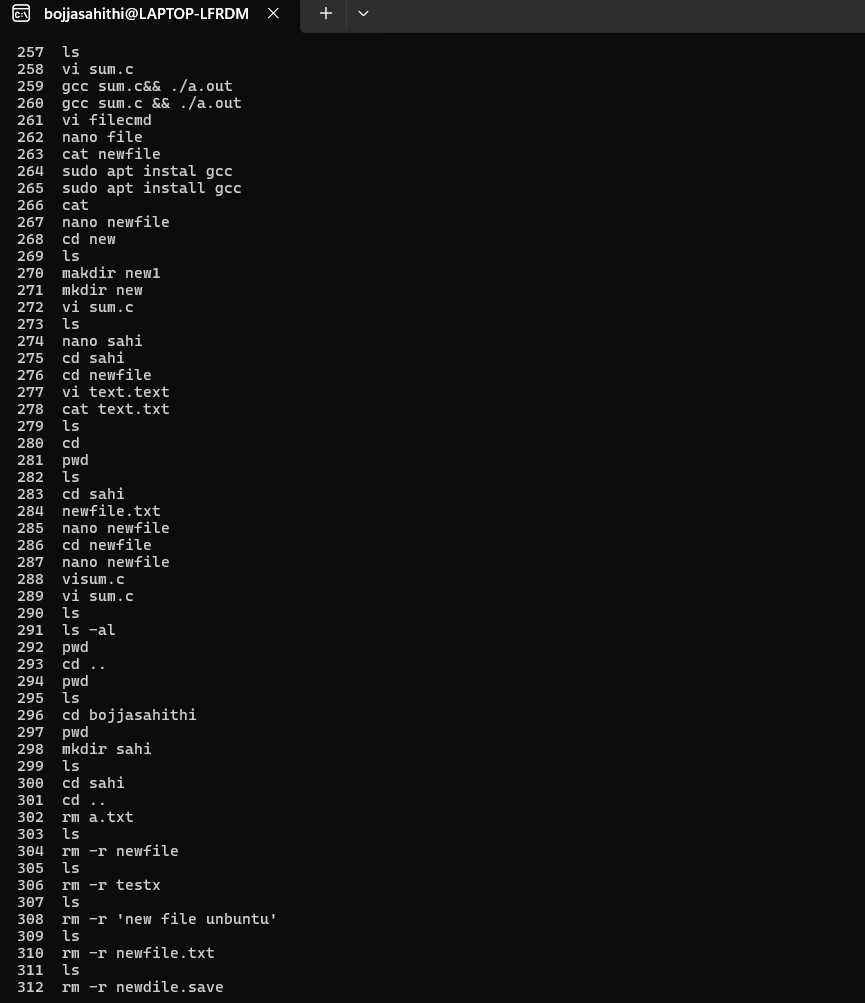 bojjasahithi@LAPTOP-LFRDM
257 ls
258 vi sum.c
259 gcc sum.c&& ./a.out
260 gcc sum.c && ./a.out
261 vi filecmd
262 nano file
263 cat newfile
264 sudo apt instal gcc
265 sudo apt install gcc
266 cat
267 nano newfile
268 cd new
269 ls
270 makdir new1
271 mkdir new
272 vi sum.c
273 ls
274 nano sahi
275 cd sahi
276 cd newfile
277 vi text.text
278 cat text.txt
279 ls
280 cd
281 pwd
282 ls
283 cd sahi
284 newfile.txt
285 nano newfile
286 cd newfile
287 nano newfile
288 visum.c
289 vi sum.c
290 ls
291 ls -al
292 pwd
293 cd ..
294 pwd
295 ls
296 cd bojjasahithi
297 pwd
298 mkdir sahi
299 ls
300 cd sahi
301 cd ..
302 rm a.txt
303 ls
304 rm -r newfile
305 ls
306 rm -r testx
307 ls
308 rm -r 'new file unbuntu'
309 ls
310 rm -r newfile.txt
311 ls
312 rm -r newdile.save